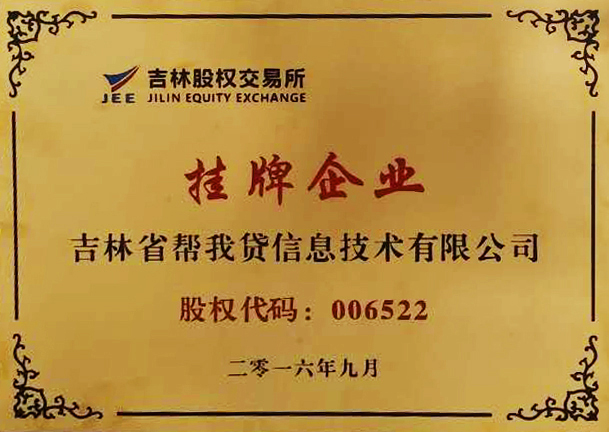 吉林股权交易所
JEE JILIN EQUITY EXCHANGE
挂牌企业
吉林省帮我贷信息技术有限公司
股权代码：006522
二零一六年九月